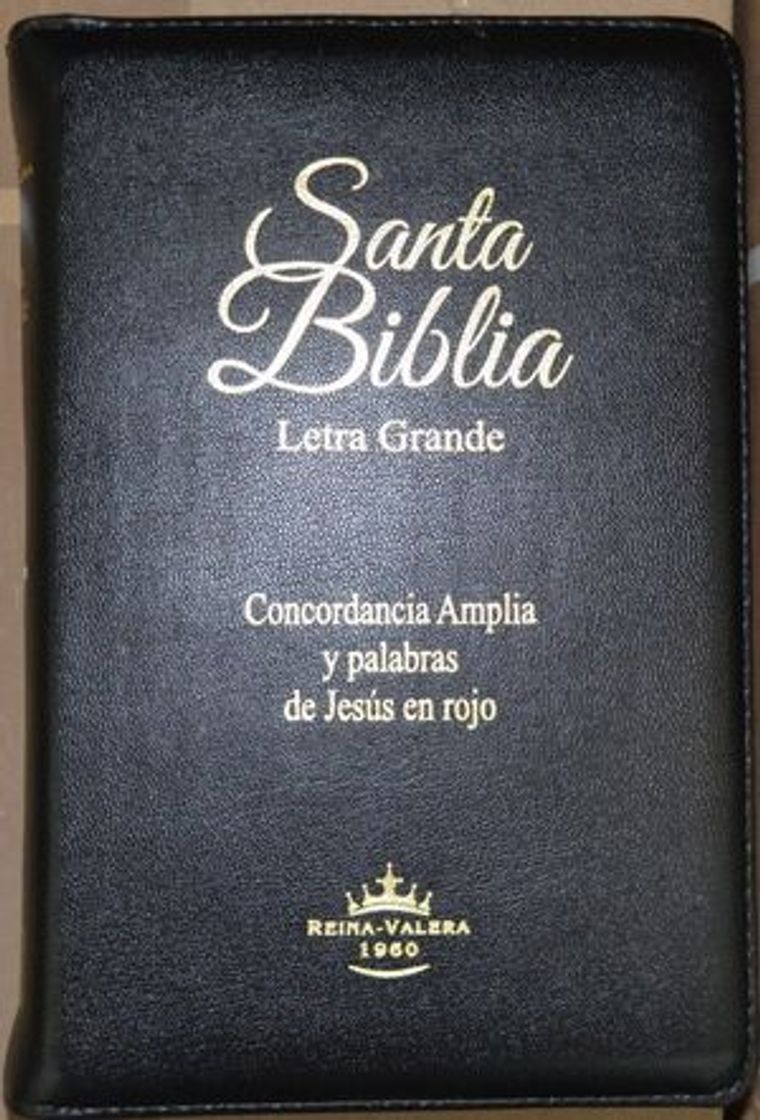 Santa
Biblia
Letra Grande
Concordancia Amplia
y palabras
de Jesús en rojo
REINA-VALERA
1960